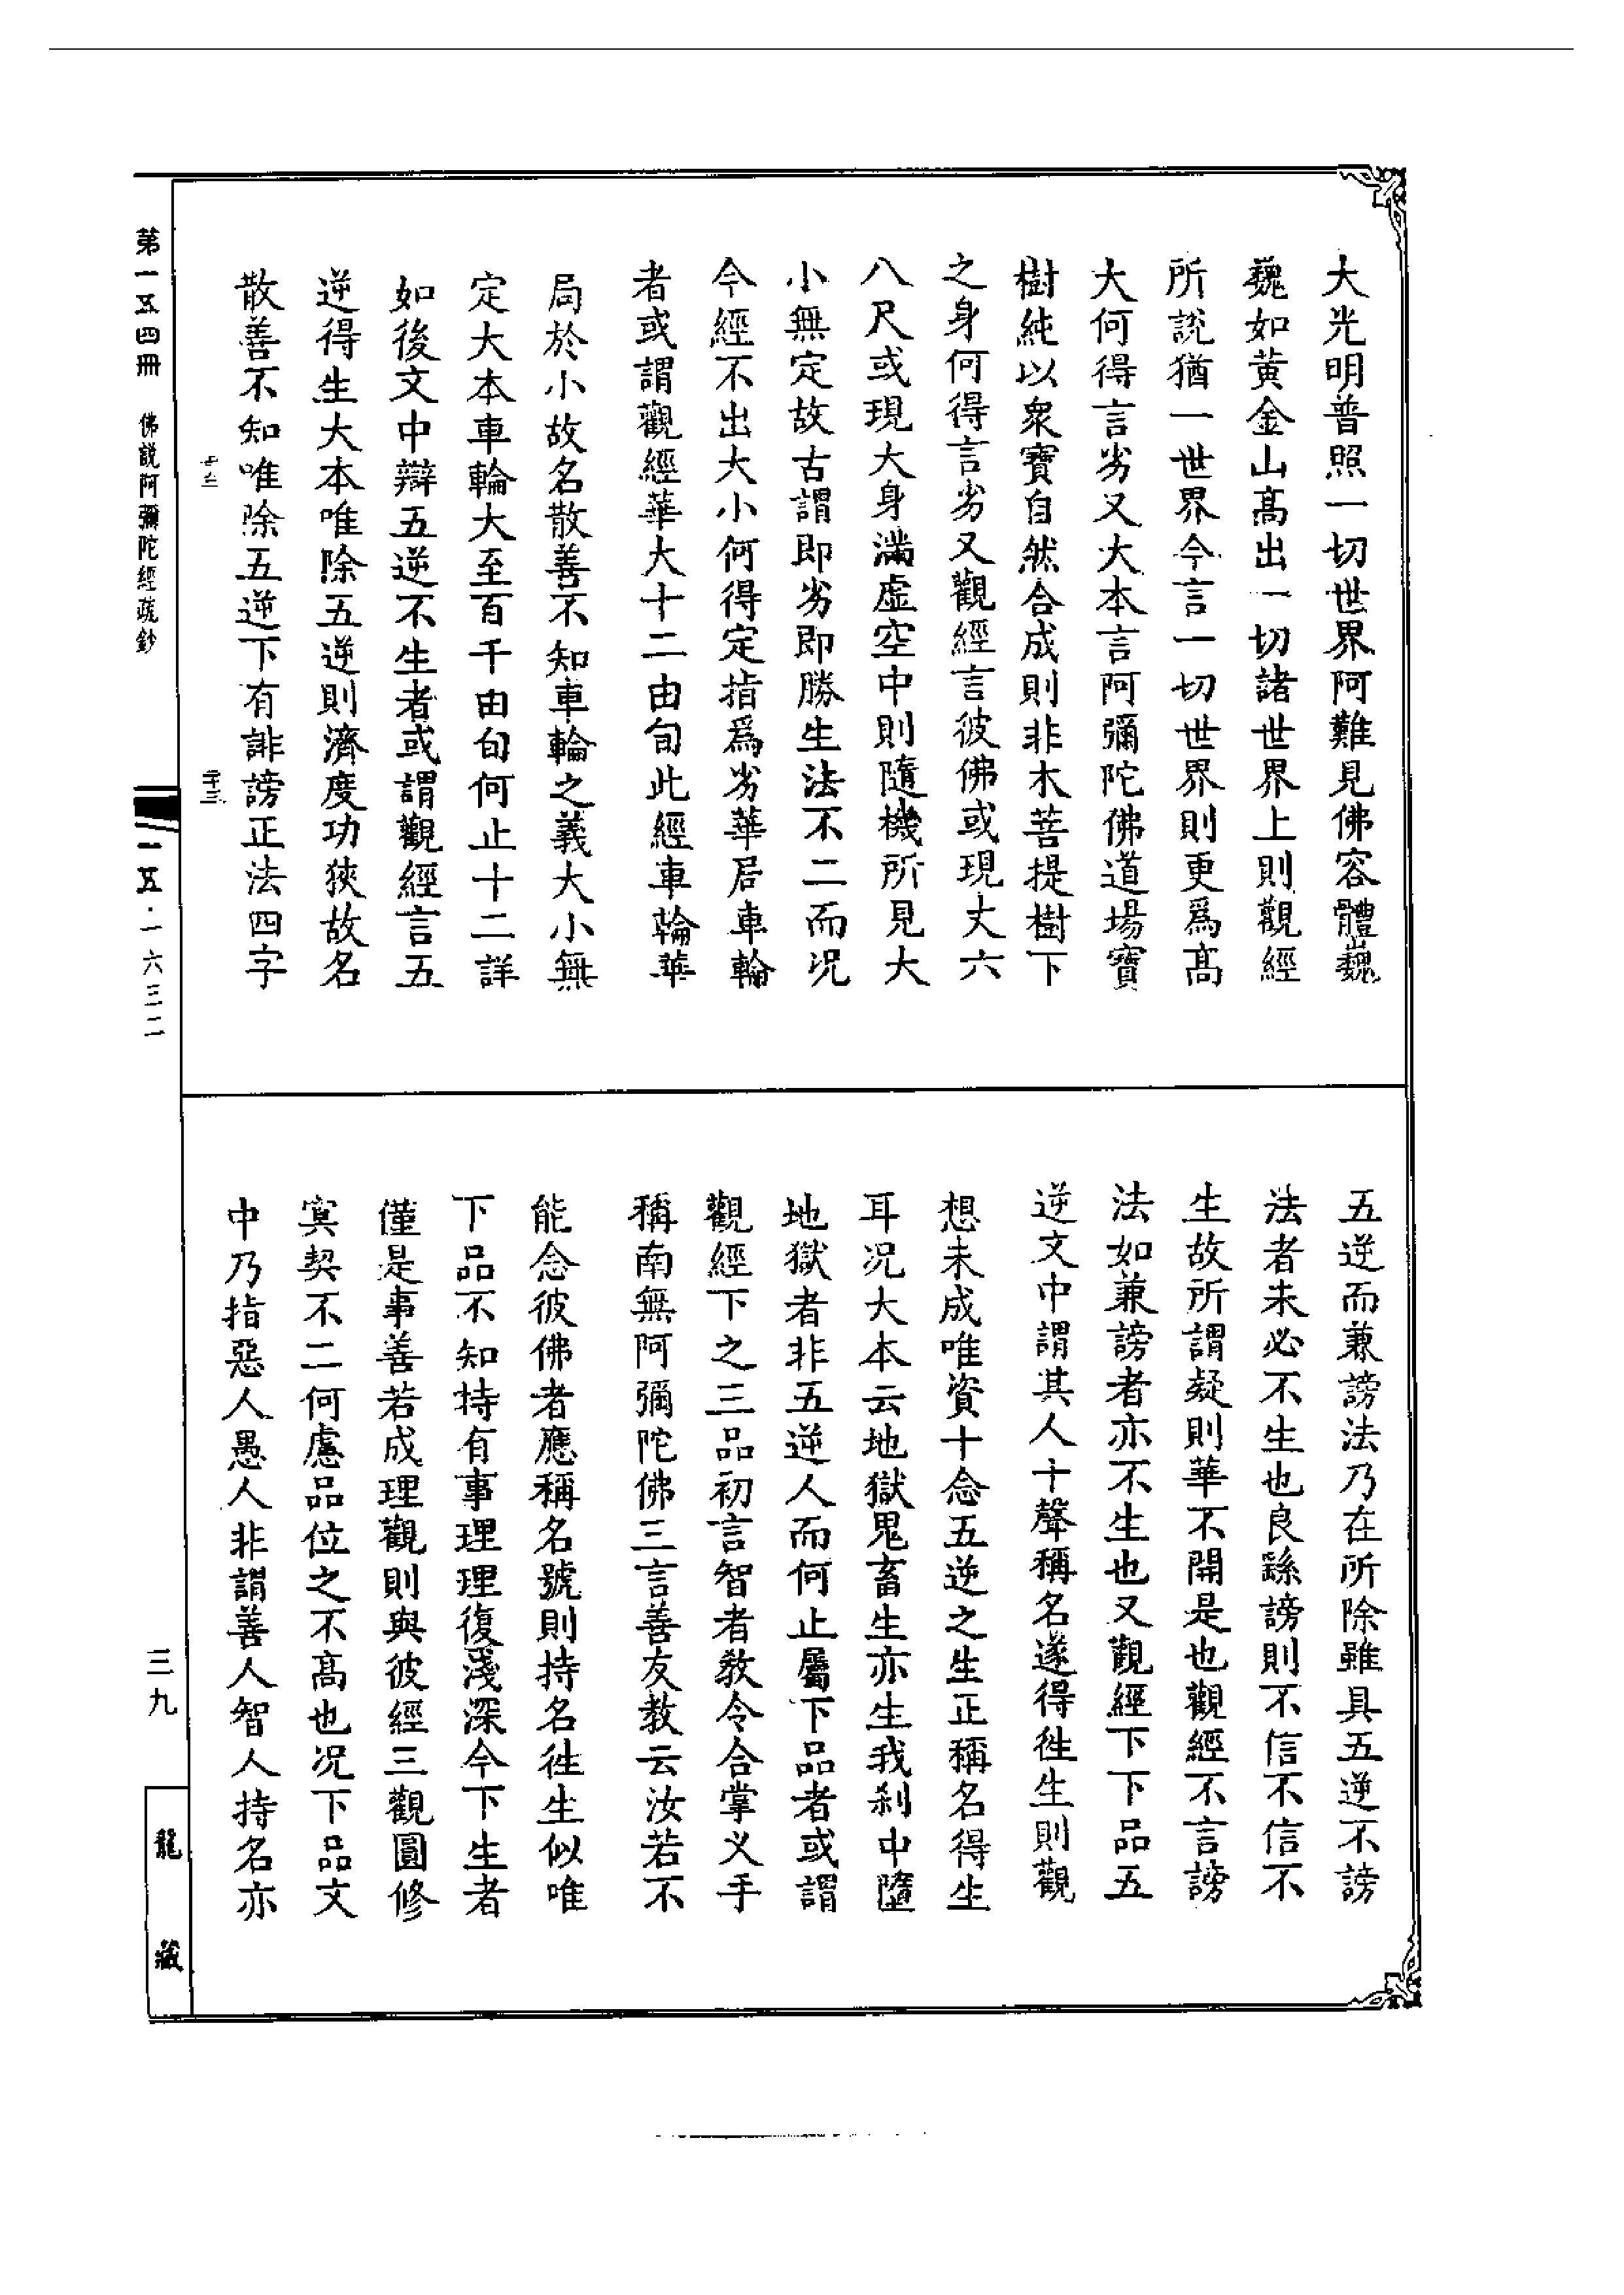 大光明普照一切世界阿難見佛容體巍
巍如黃金山高出一切諸世界上則觀經
所說猶一世界今言一切世界則更爲高
大何得言劣又大本言阿彌陀佛道場寶
樹純以衆寶自然合成則非木菩提樹下
之身何得言劣又觀經言彼佛或現丈六
八尺或現大身滿虛空中則隨機所見大
小無定故古謂即劣即勝生法不二而況
今經不出大小何得定指爲劣華局車輪
者或謂觀經華大十二由旬此經車輪華
局於小故名散善不知車輪之義大小無
定大本車輪大至百千由旬何止十二詳
如後文中辯五逆不生者或謂觀經言五
逆得生大本唯除五逆則濟度功狹故名
散善不知唯除五逆下有誹謗正法四字
五逆而兼謗法乃在所除雖具五逆不謗
法者未必不生也良繇謗則不信不信不
生故所謂疑則華不開是也觀經不言謗
法如兼謗者亦不生也又觀經下下品五
逆文中謂其人十聲稱名遂得徃生則觀
想未成唯資十念五逆之生正稱名得生
耳況大本云地獄鬼畜生亦生我刹中墮
地獄者非五逆人而何止屬下品者或謂
觀經下之三品初言智者教令合掌叉手
稱南無阿彌陀佛三言善友教云汝若不
能念彼佛者應稱名號則持名徃生似唯
下品不知持有事理理復淺深今下生者
僅是事善若成理觀則與彼經三觀圓修
寞契不二何慮品位之不高也況下品文
中乃指惡人愚人非謂善人智人持名亦
第一五四冊　佛說阿彌陀經疏鈔
一五·一六三二
三九
龍藏